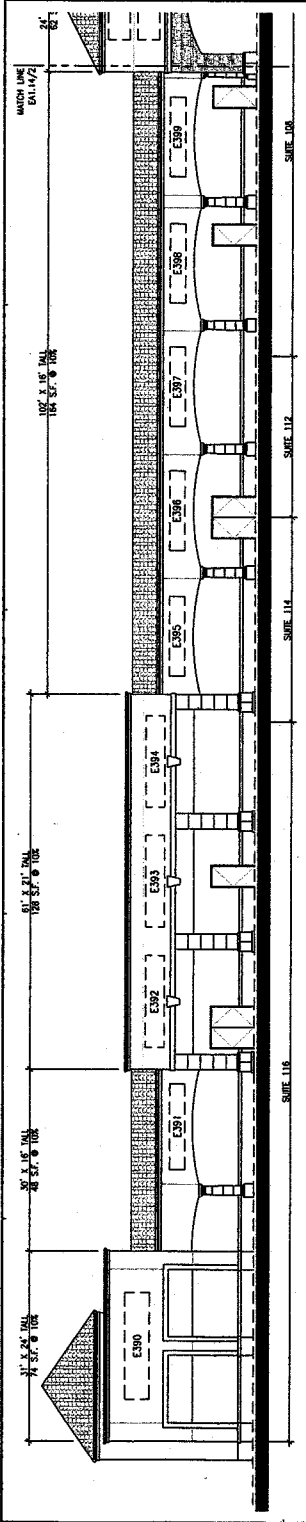 31' X 24' TALL
74 S.F. @ 10%
30' X 16' TALL
48 S.F. @ 10%
61' X 21' TALL
128 S.F. @ 10%
102' X 16' TALL
164 S.F. @ 10%
MATCH LINE
EA1.14/2
24'
62
E390
E391
E392
E393
E394
E395
E396
E397
E398
E399
SUITE 116
SUITE 114
SUITE 112
SUITE 108